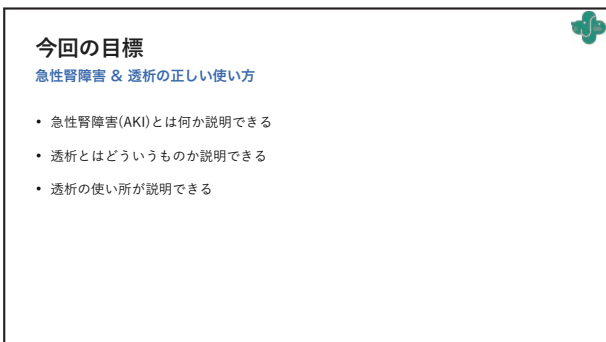 今回の目標
急性腎障害 & 透析の正しい使い方
• 急性腎障害(AKI)とは何か説明できる
• 透析とはどういうものか説明できる
• 透析の使い所が説明できる